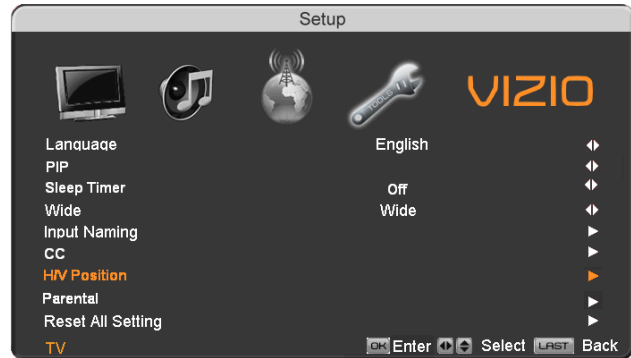 Setup
TOOLS
VIZIO
Language English
PIP
Sleep Timer Off
Wide Wide
Input Naming
CC
H/V Position
Parental
Reset All Setting
TV OK Enter Select LAST Back